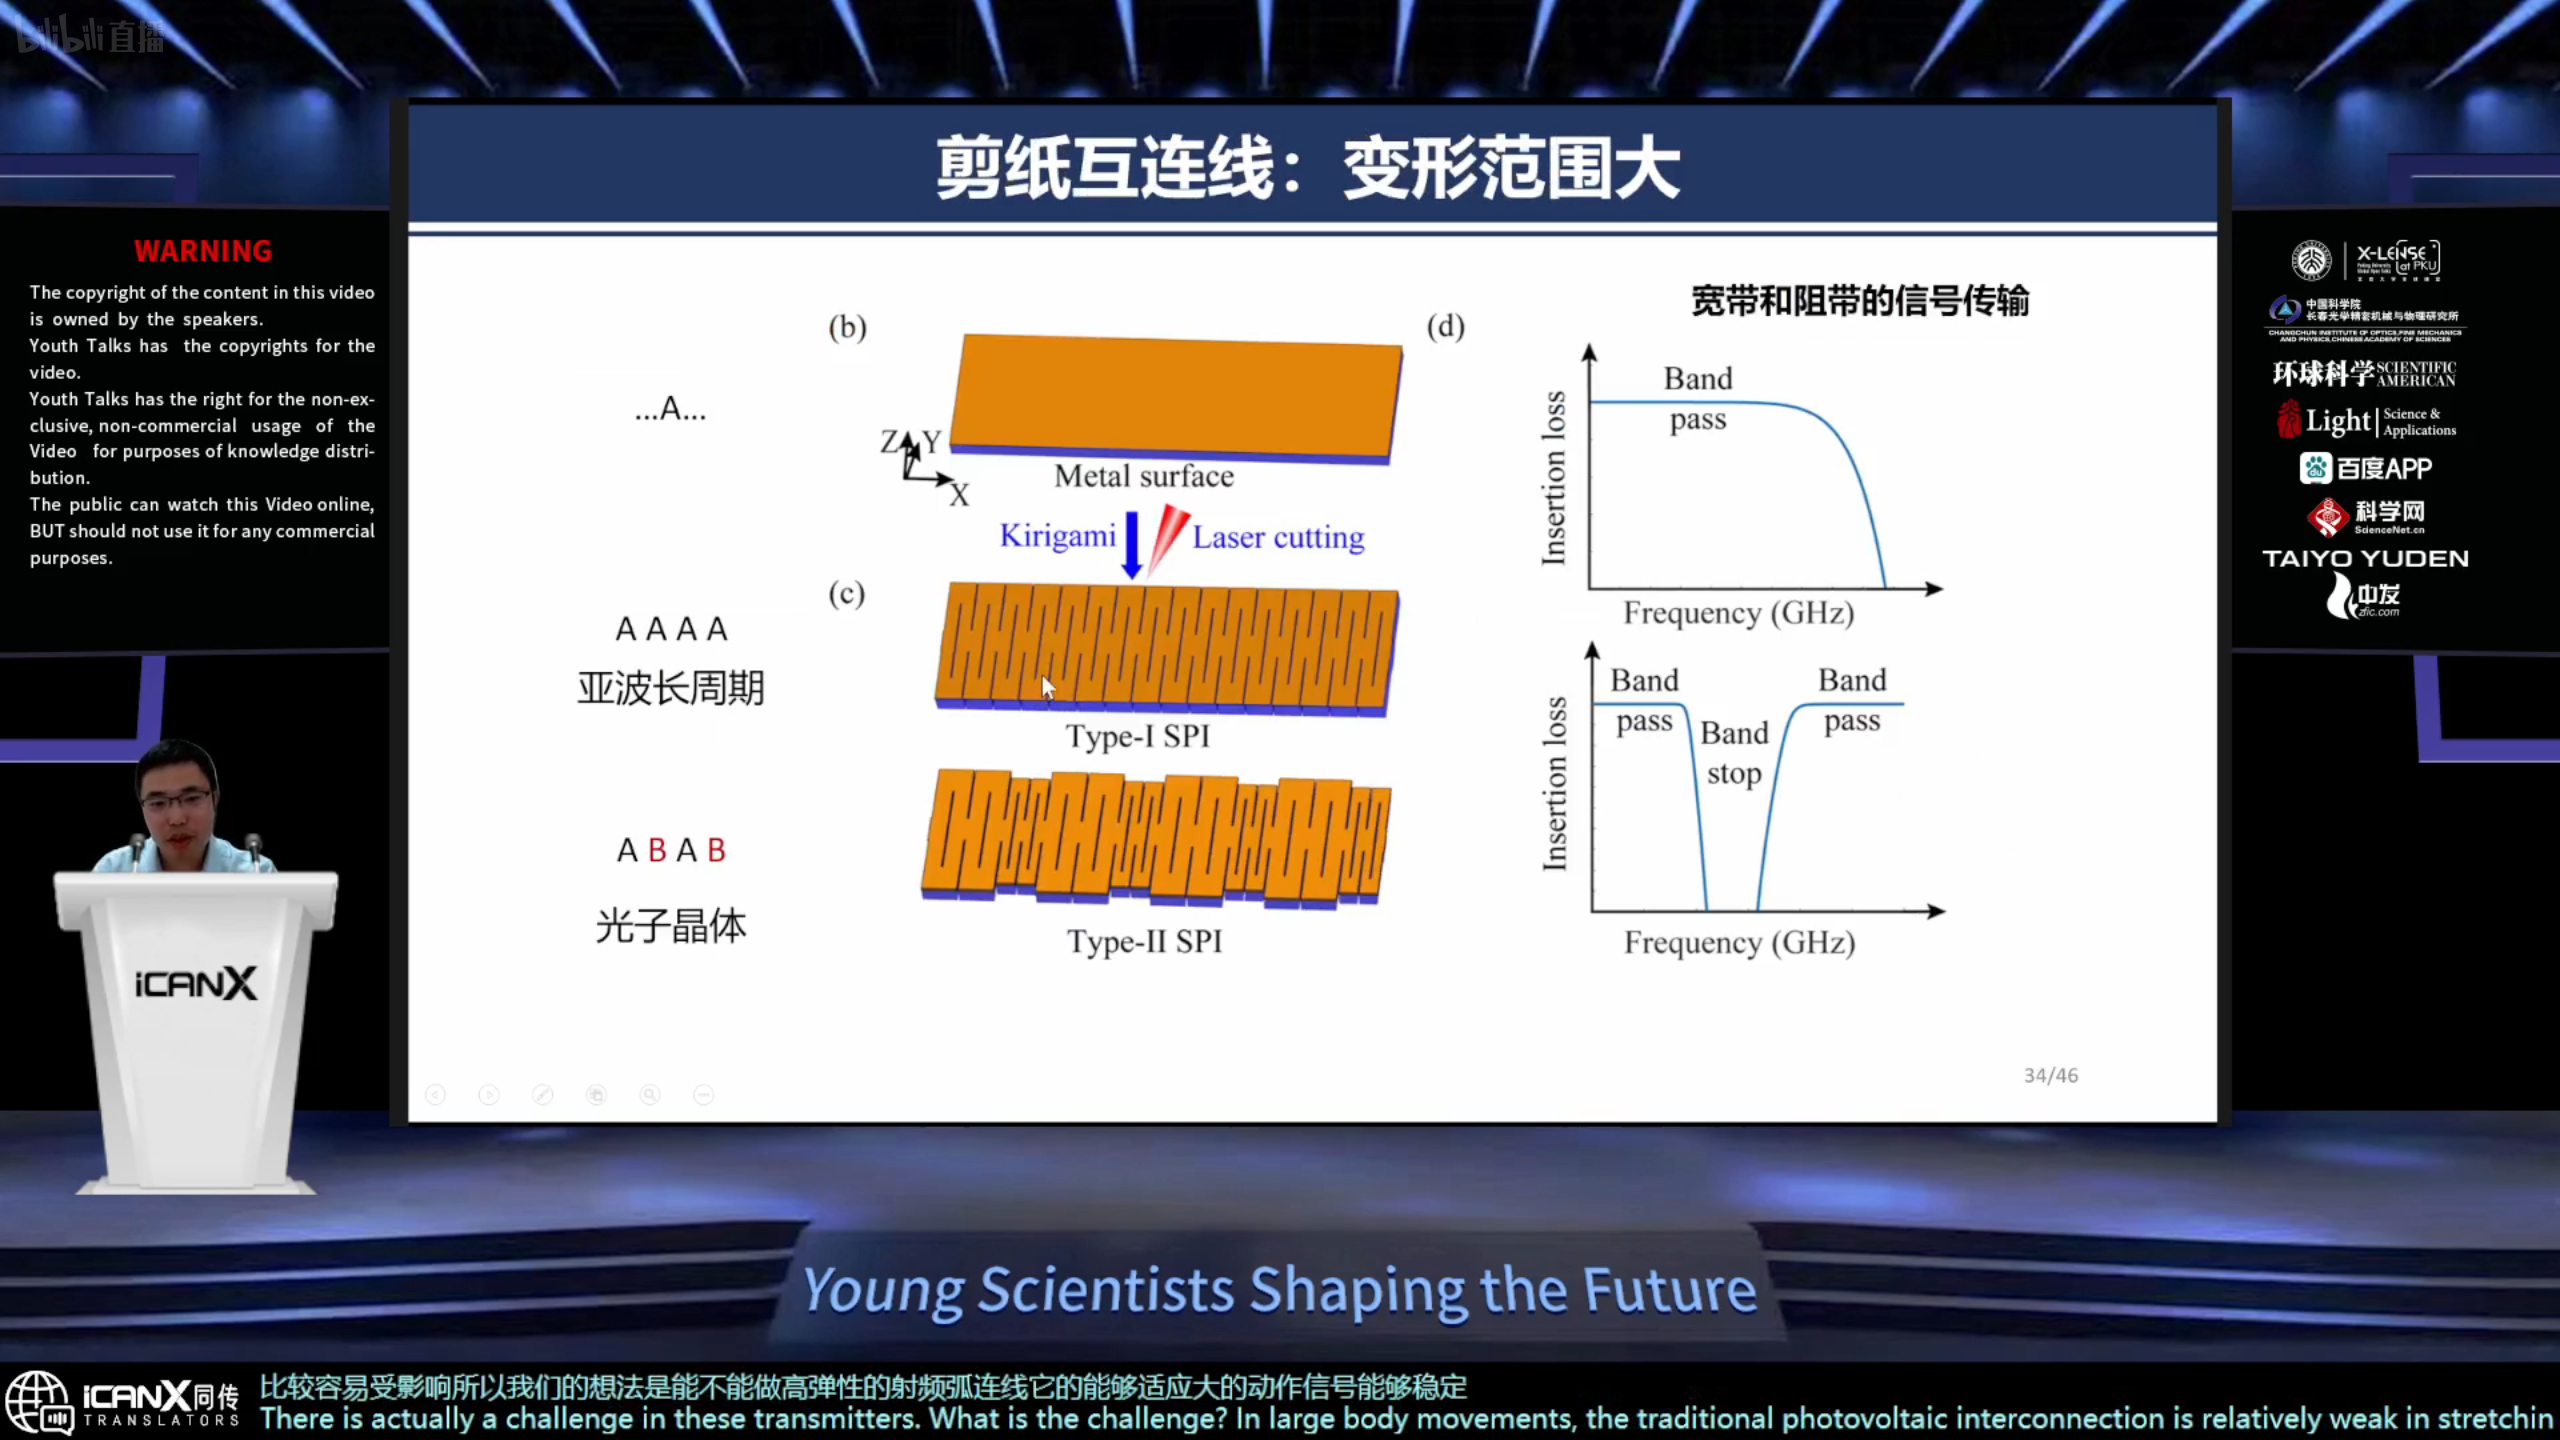 bilibili 直播
剪纸互连线：变形范围大
WARNING
The copyright of the content in this video
is owned by the speakers.
Youth Talks has the copyrights for the
video.
Youth Talks has the right for the non-ex-
clusive, non-commercial usage of the
Video for purposes of knowledge distri-
bution.
The public can watch this Video online,
BUT should not use it for any commercial
purposes.
...A...
A A A A
亚波长周期
A B A B
光子晶体
(b)
Z Y
X
Metal surface
Kirigami
Laser cutting
(c)
Type-I SPI
Type-II SPI
(d)
宽带和阻带的信号传输
Insertion loss
Band
pass
Frequency (GHz)
Insertion loss
Band
pass
Band
stop
Band
pass
Frequency (GHz)
34/46
X-LENSE
at PKU
中国科学院
长春光学精密机械与物理研究所
CHANGCHUN INSTITUTE OF OPTICS,FINE MECHANICS
AND PHYSICS,CHINESE ACADEMY OF SCIENCES
环球科学 SCIENTIFIC
AMERICAN
Light Science &
Applications
du 百度APP
科学网
ScienceNet.cn
TAIYO YUDEN
中发
zfic.com
iCANX
Young Scientists Shaping the Future
iCANX同传
TRANSLATORS
比较容易受影响所以我们的想法是能不能做高弹性的射频弧连线它的能够适应大的动作信号能够稳定
There is actually a challenge in these transmitters. What is the challenge? In large body movements, the traditional photovoltaic interconnection is relatively weak in stretchin